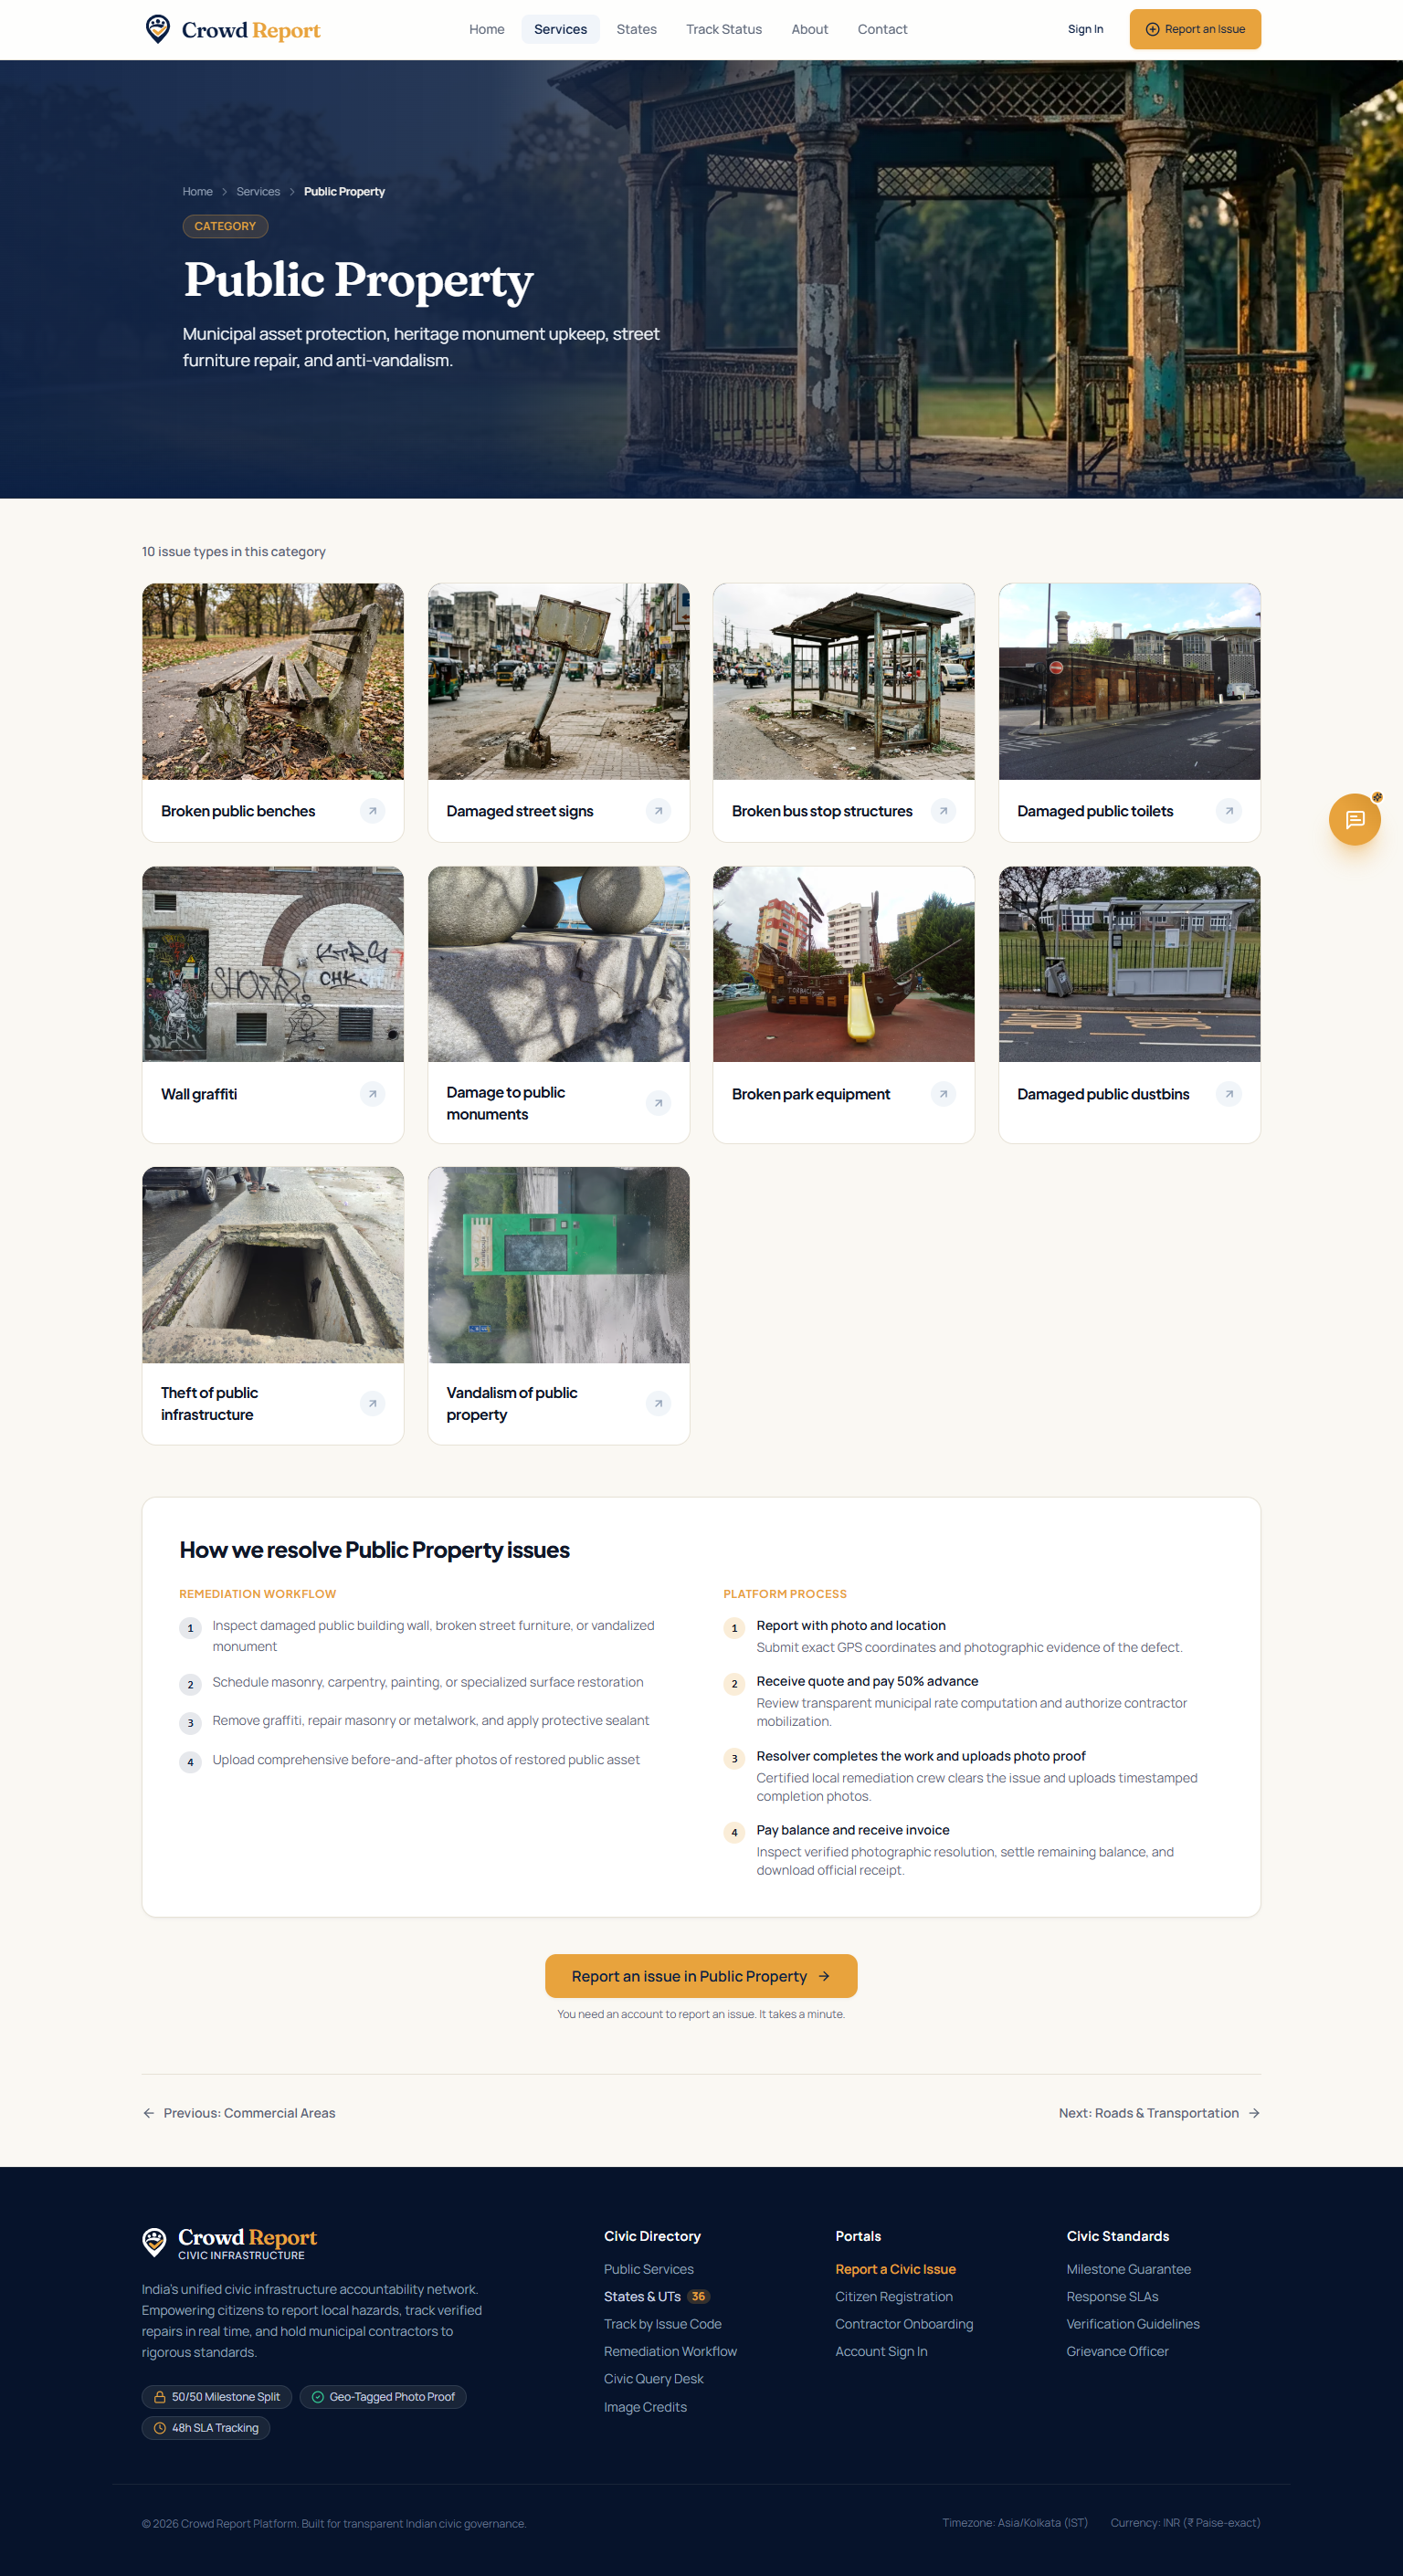 Crowd Report
Home
Services
States
Track Status
About
Contact
Sign In
Report an Issue
Home
Services
Public Property
CATEGORY
Public Property
Municipal asset protection, heritage monument upkeep, street
furniture repair, and anti-vandalism.
10 issue types in this category
Broken public benches
Damaged street signs
Broken bus stop structures
Damaged public toilets
SHOWR
KTRG
CHK
Wall graffiti
Damage to public
monuments
Broken park equipment
Damaged public dustbins
Theft of public
infrastructure
Vandalism of public
property
How we resolve Public Property issues
REMEDIATION WORKFLOW
1 Inspect damaged public building wall, broken street furniture, or vandalized
monument
2 Schedule masonry, carpentry, painting, or specialized surface restoration
3 Remove graffiti, repair masonry or metalwork, and apply protective sealant
4 Upload comprehensive before-and-after photos of restored public asset
PLATFORM PROCESS
1 Report with photo and location
Submit exact GPS coordinates and photographic evidence of the defect.
2 Receive quote and pay 50% advance
Review transparent municipal rate computation and authorize contractor
mobilization.
3 Resolver completes the work and uploads photo proof
Certified local remediation crew clears the issue and uploads timestamped
completion photos.
4 Pay balance and receive invoice
Inspect verified photographic resolution, settle remaining balance, and
download official receipt.
Report an issue in Public Property
You need an account to report an issue. It takes a minute.
Previous: Commercial Areas
Next: Roads & Transportation
Crowd Report
CIVIC INFRASTRUCTURE
India's unified civic infrastructure accountability network.
Empowering citizens to report local hazards, track verified
repairs in real time, and hold municipal contractors to
rigorous standards.
50/50 Milestone Split
Geo-Tagged Photo Proof
48h SLA Tracking
Civic Directory
Public Services
States & UTs 36
Track by Issue Code
Remediation Workflow
Civic Query Desk
Image Credits
Portals
Report a Civic Issue
Citizen Registration
Contractor Onboarding
Account Sign In
Civic Standards
Milestone Guarantee
Response SLAs
Verification Guidelines
Grievance Officer
© 2026 Crowd Report Platform. Built for transparent Indian civic governance.
Timezone: Asia/Kolkata (IST)
Currency: INR (₹ Paise-exact)